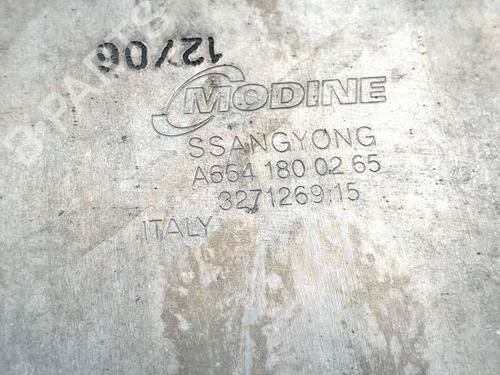 12/06
MODINE
SSANGYONG
A664 180 02 65
3271269:15
ITALY
B-PARTS